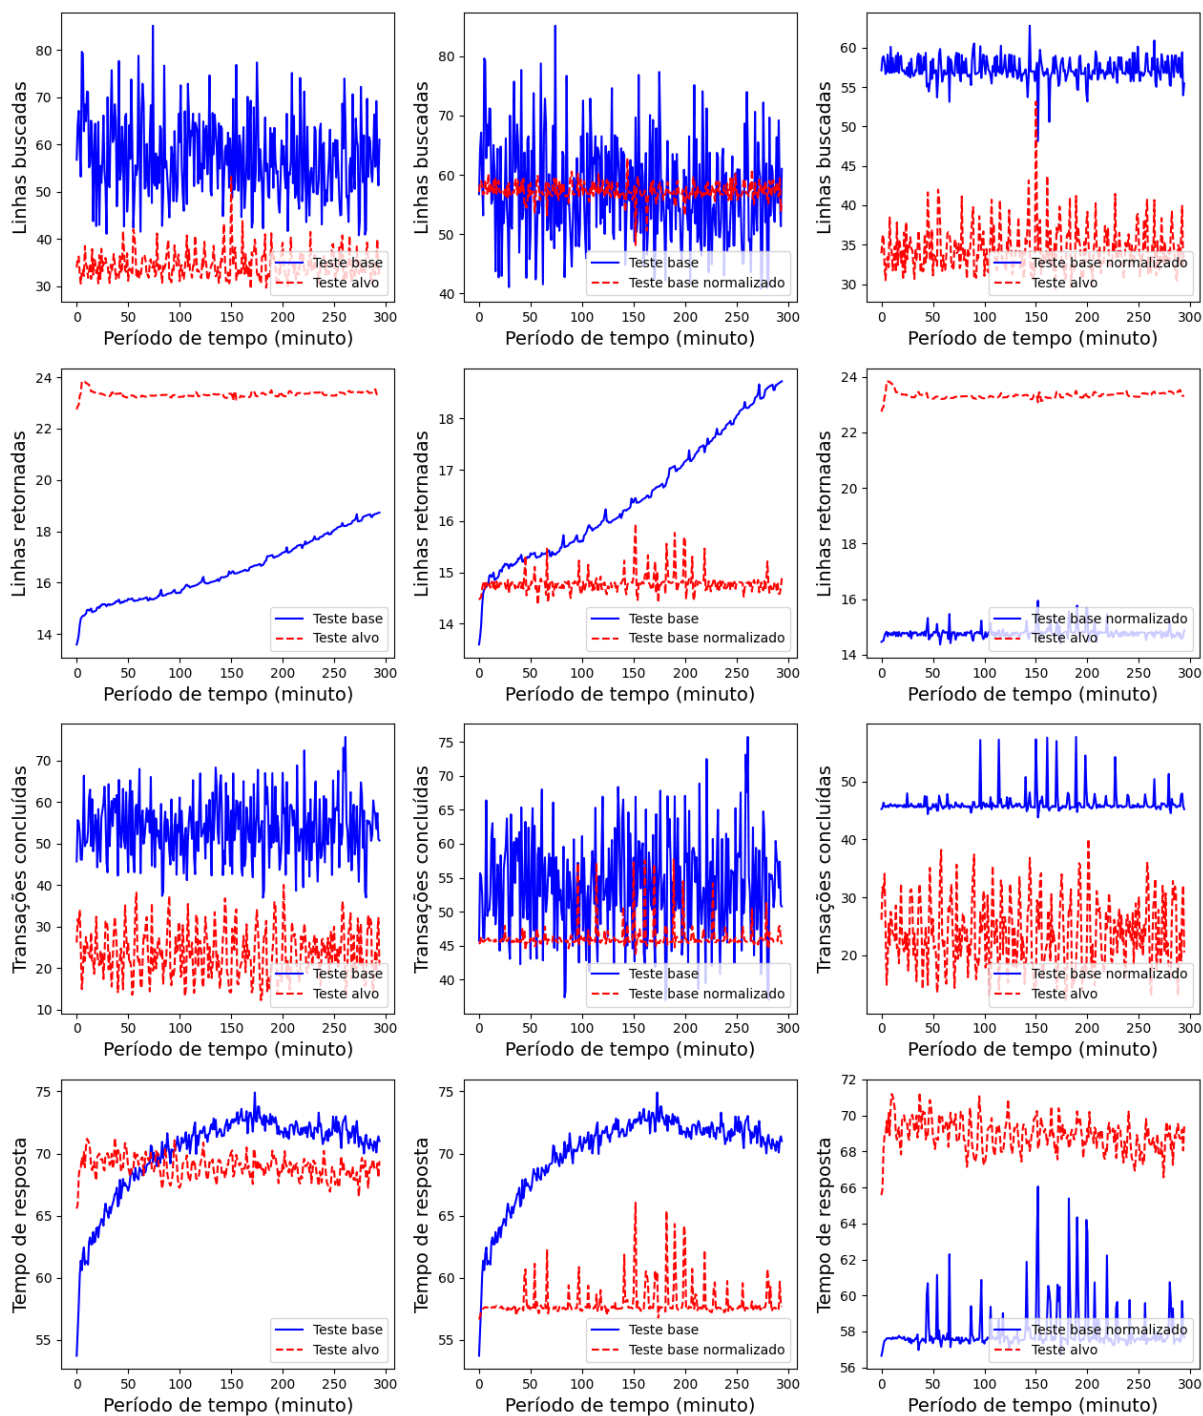 Linhas buscadas
80
70
60
50
40
30
0 50 100 150 200 250 300
Período de tempo (minuto)
Teste base
Teste alvo
Linhas buscadas
80
70
60
50
40
0 50 100 150 200 250 300
Período de tempo (minuto)
Teste base
Teste base normalizado
Linhas buscadas
60
55
50
45
40
35
30
0 50 100 150 200 250 300
Período de tempo (minuto)
Teste base normalizado
Teste alvo
Linhas retornadas
24
22
20
18
16
14
0 50 100 150 200 250 300
Período de tempo (minuto)
Teste base
Teste alvo
Linhas retornadas
18
17
16
15
14
0 50 100 150 200 250 300
Período de tempo (minuto)
Teste base
Teste base normalizado
Linhas retornadas
24
22
20
18
16
14
0 50 100 150 200 250 300
Período de tempo (minuto)
Teste base normalizado
Teste alvo
Transações concluídas
70
60
50
40
30
20
10
0 50 100 150 200 250 300
Período de tempo (minuto)
Teste base
Teste alvo
Transações concluídas
75
70
65
60
55
50
45
40
0 50 100 150 200 250 300
Período de tempo (minuto)
Teste base
Teste base normalizado
Transações concluídas
50
40
30
20
0 50 100 150 200 250 300
Período de tempo (minuto)
Teste base normalizado
Teste alvo
Tempo de resposta
75
70
65
60
55
0 50 100 150 200 250 300
Período de tempo (minuto)
Teste base
Teste alvo
Tempo de resposta
75
70
65
60
55
0 50 100 150 200 250 300
Período de tempo (minuto)
Teste base
Teste base normalizado
Tempo de resposta
72
70
68
66
64
62
60
58
56
0 50 100 150 200 250 300
Período de tempo (minuto)
Teste base normalizado
Teste alvo